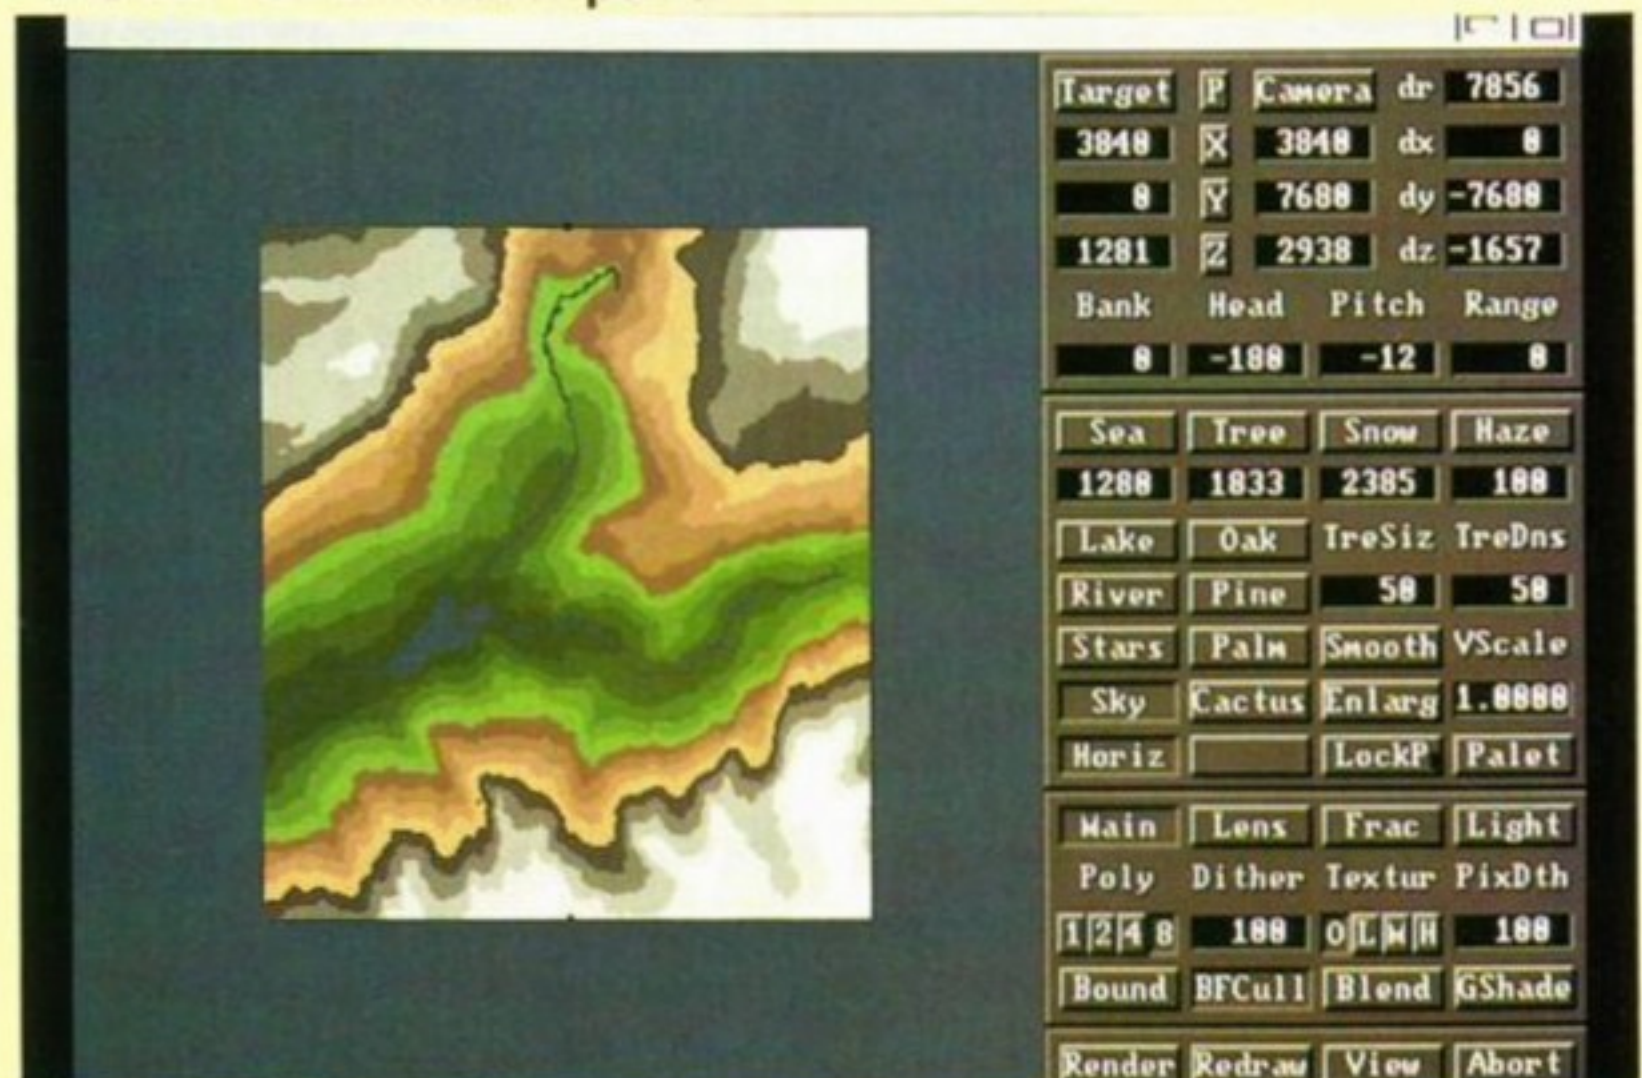 Target P Camera dr 7856
3840 X 3840 dx 0
0 Y 7680 dy -7680
1281 Z 2938 dz -1657
Bank Head Pitch Range
0 -180 -12 0
Sea Tree Snow Haze
1280 1833 2385 100
Lake Oak TreSiz TreDns
River Pine 50 50
Stars Palm Smooth VScale
Sky Cactus Enlarg 1.0000
Horiz LockP Palet
Main Lens Frac Light
Poly Dither Textur PixDth
1 2 4 8 100 O L M H 100
Bound BFCull Blend GShade
Render Redraw View Abort